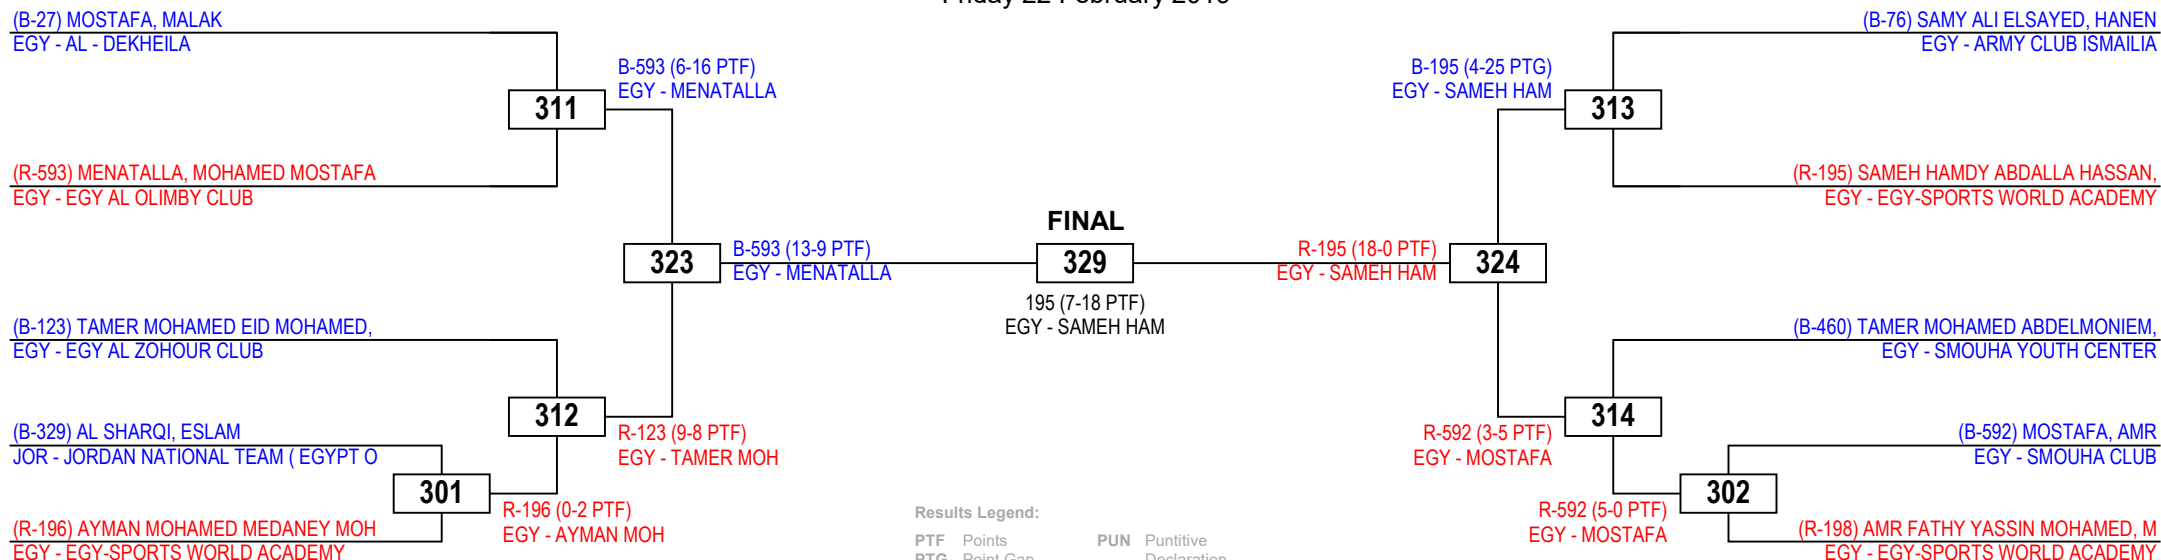 (B-27) MOSTAFA, MALAK
EGY - AL - DEKHEILA
(R-593) MENATALLA, MOHAMED MOSTAFA
EGY - EGY AL OLIMBY CLUB
(B-123) TAMER MOHAMED EID MOHAMED,
EGY - EGY AL ZOHOUR CLUB
(B-329) AL SHARQI, ESLAM
JOR - JORDAN NATIONAL TEAM ( EGYPT O
(R-196) AYMAN MOHAMED MEDANEY MOH
EGY - EGY-SPORTS WORLD ACADEMY
301
R-196 (0-2 PTF)
EGY - AYMAN MOH
311
B-593 (6-16 PTF)
EGY - MENATALLA
312
R-123 (9-8 PTF)
EGY - TAMER MOH
323
B-593 (13-9 PTF)
EGY - MENATALLA
FINAL
329
195 (7-18 PTF)
EGY - SAMEH HAM
R-195 (18-0 PTF)
EGY - SAMEH HAM
324
B-195 (4-25 PTG)
EGY - SAMEH HAM
313
R-592 (3-5 PTF)
EGY - MOSTAFA
314
R-592 (5-0 PTF)
EGY - MOSTAFA
302
(B-76) SAMY ALI ELSAYED, HANEN
EGY - ARMY CLUB ISMAILIA
(R-195) SAMEH HAMDY ABDALLA HASSAN,
EGY - EGY-SPORTS WORLD ACADEMY
(B-460) TAMER MOHAMED ABDELMONIEM,
EGY - SMOUHA YOUTH CENTER
(B-592) MOSTAFA, AMR
EGY - SMOUHA CLUB
(R-198) AMR FATHY YASSIN MOHAMED, M
EGY - EGY-SPORTS WORLD ACADEMY
Results Legend:
PTF Points PUN Puntitive
PTG Point Gap Declaration